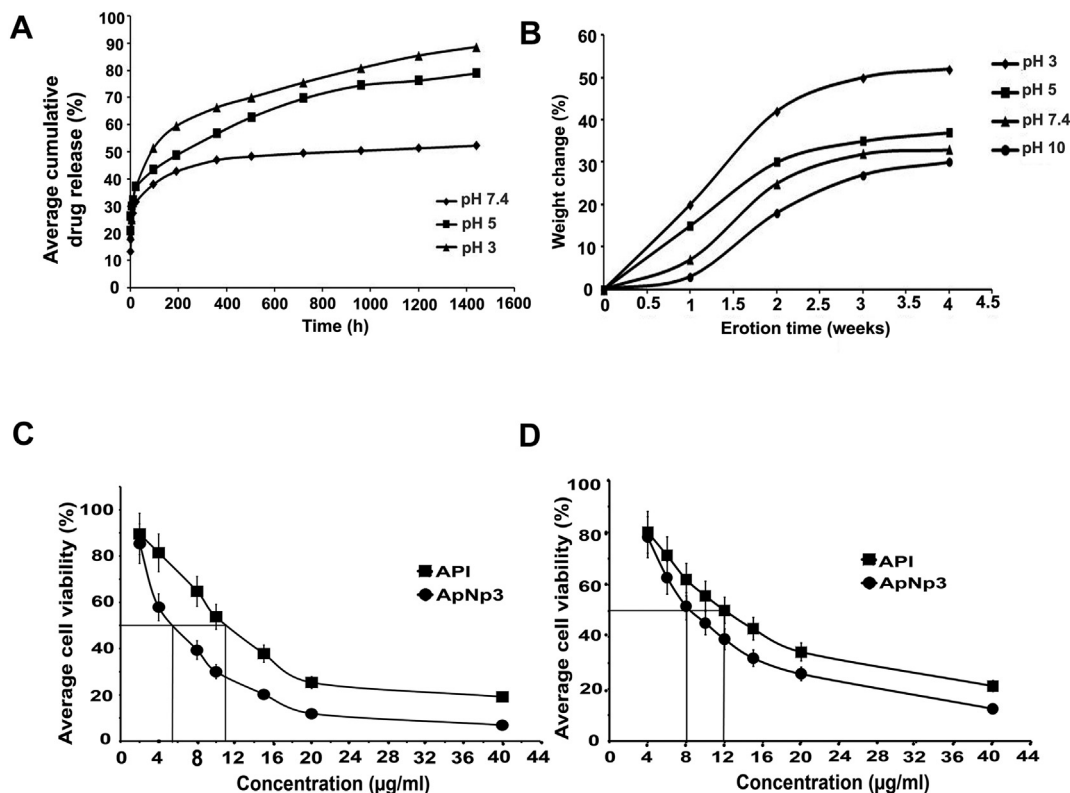 A
Average cumulative
drug release (%)
100
90
80
70
60
50
40
30
20
10
0
0 200 400 600 800 1000 1200 1400 1600
Time (h)
pH 7.4
pH 5
pH 3
B
Weight change (%)
60
50
40
30
20
10
0
0 0.5 1 1.5 2 2.5 3 3.5 4 4.5
Erotion time (weeks)
pH 3
pH 5
pH 7.4
pH 10
C
Average cell viability (%)
100
80
60
40
20
0
0 4 8 12 16 20 24 28 32 36 40 44
Concentration (µg/ml)
API
ApNp3
D
Average cell viability (%)
100
80
60
40
20
0
0 4 8 12 16 20 24 28 32 36 40 44
Concentration (µg/ml)
API
ApNp3